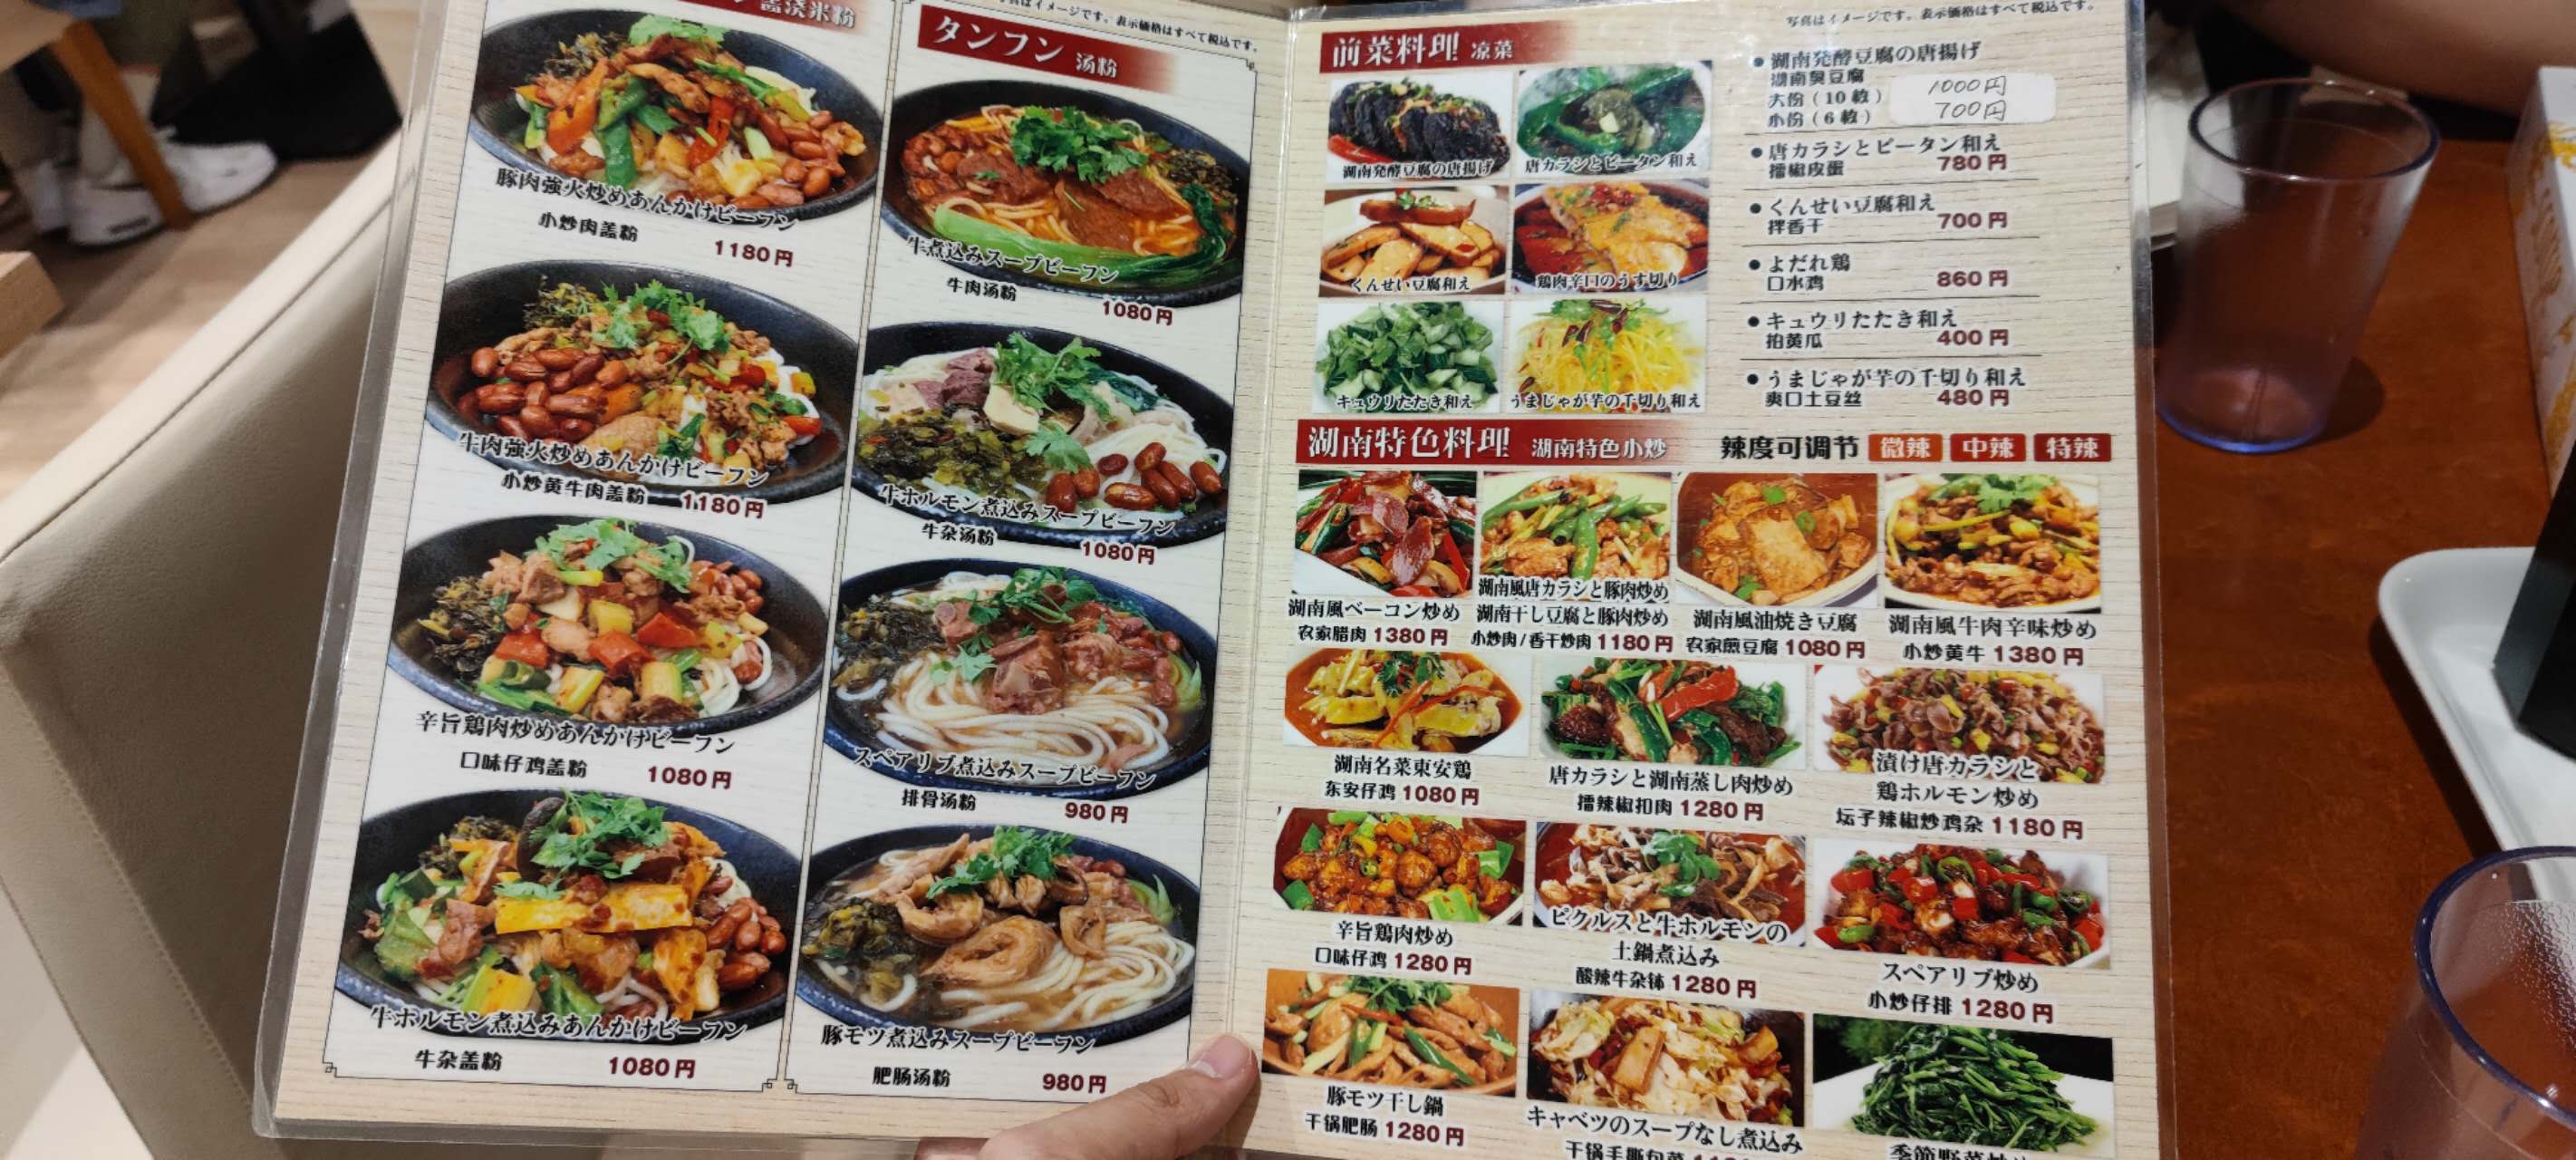 蓋浇米粉
豚肉強火炒めあんかけビーフン
小炒肉盖粉
1180円
牛肉強火炒めあんかけビーフン
小炒黄牛肉盖粉 1180円
辛旨鶏肉炒めあんかけビーフン
口味仔鸡盖粉 1080円
牛ホルモン煮込みあんかけビーフン
牛杂盖粉 1080円
写真はイメージです。表示価格はすべて税込です。
タンフン 汤粉
牛煮込みスープビーフン
牛肉汤粉
1080円
牛ホルモン煮込みスープビーフン
牛杂汤粉
1080円
スペアリブ煮込みスープビーフン
排骨汤粉
980円
豚モツ煮込みスープビーフン
肥肠汤粉 980円
写真はイメージです。表示価格はすべて税込です。
前菜料理 凉菜
湖南発酵豆腐の唐揚げ
唐カラシとピータン和え
くんせい豆腐和え
鶏肉辛口のうす切り
キュウリたたき和え
うまじゃが芋の千切り和え
●湖南発酵豆腐の唐揚げ
湖南臭豆腐
大份(10枚) 1000円
小份(6枚) 700円
●唐カラシとピータン和え
擂椒皮蛋 780円
●くんせい豆腐和え
拌香干 700円
●よだれ鶏
口水鸡 860円
●キュウリたたき和え
拍黄瓜 400円
●うまじゃが芋の千切り和え
爽口土豆丝 480円
湖南特色料理 湖南特色小炒 辣度可调节 微辣 中辣 特辣
湖南風ベーコン炒め
农家腊肉 1380円
湖南風唐カラシと豚肉炒め
湖南干し豆腐と豚肉炒め
小炒肉/香干炒肉 1180円
湖南風油焼き豆腐
农家煎豆腐 1080円
湖南風牛肉辛味炒め
小炒黄牛 1380円
湖南名菜東安鶏
东安仔鸡 1080円
唐カラシと湖南蒸し肉炒め
擂辣椒扣肉 1280円
漬け唐カラシと
鶏ホルモン炒め
坛子辣椒炒鸡杂 1180円
辛旨鶏肉炒め
口味仔鸡 1280円
ピクルスと牛ホルモンの
土鍋煮込み
酸辣牛杂钵 1280円
スペアリブ炒め
小炒仔排 1280円
豚モツ干し鍋
干锅肥肠 1280円
キャベツのスープなし煮込み
干锅手撕包菜
季節野菜炒め